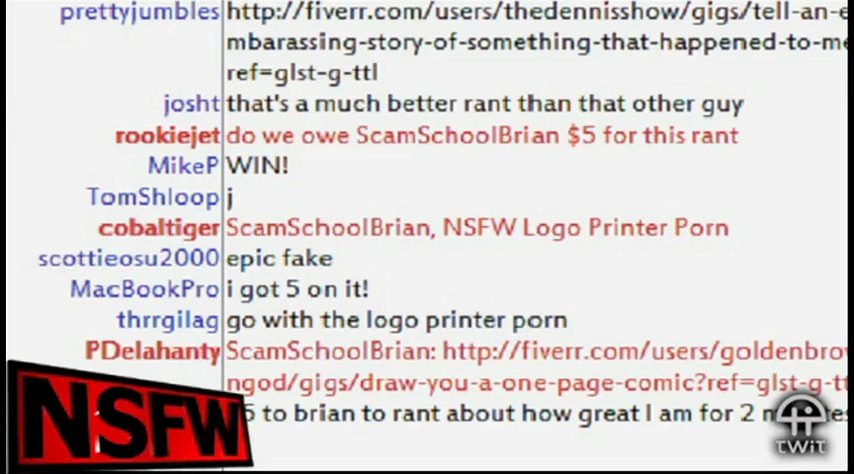 prettyjumbles http://fiverr.com/users/thedennisshow/gigs/tell-an-e
mbarassing-story-of-something-that-happened-to-me
ref=glst-g-ttl
josht that's a much better rant than that other guy
rookiejet do we owe ScamSchoolBrian $5 for this rant
MikeP WIN!
TomShloop j
cobaltiger ScamSchoolBrian, NSFW Logo Printer Porn
scottieosu2000 epic fake
MacBookPro i got 5 on it!
thrrgilag go with the logo printer porn
PDelahanty ScamSchoolBrian: http://fiverr.com/users/goldenbrow
ngod/gigs/draw-you-a-one-page-comic?ref=glst-g-tt
to brian to rant about how great I am for 2
NSFW
TWiT